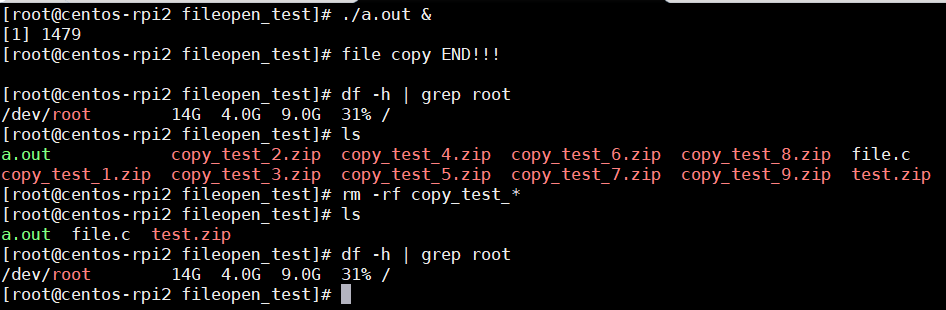 [root@centos-rpi2 fileopen_test]# ./a.out &
[1] 1479
[root@centos-rpi2 fileopen_test]# file copy END!!!
[root@centos-rpi2 fileopen_test]# df -h | grep root
/dev/root        14G  4.0G  9.0G  31% /
[root@centos-rpi2 fileopen_test]# ls
a.out            copy_test_2.zip  copy_test_4.zip  copy_test_6.zip  copy_test_8.zip  file.c
copy_test_1.zip  copy_test_3.zip  copy_test_5.zip  copy_test_7.zip  copy_test_9.zip  test.zip
[root@centos-rpi2 fileopen_test]# rm -rf copy_test_*
[root@centos-rpi2 fileopen_test]# ls
a.out  file.c  test.zip
[root@centos-rpi2 fileopen_test]# df -h | grep root
/dev/root        14G  4.0G  9.0G  31% /
[root@centos-rpi2 fileopen_test]#